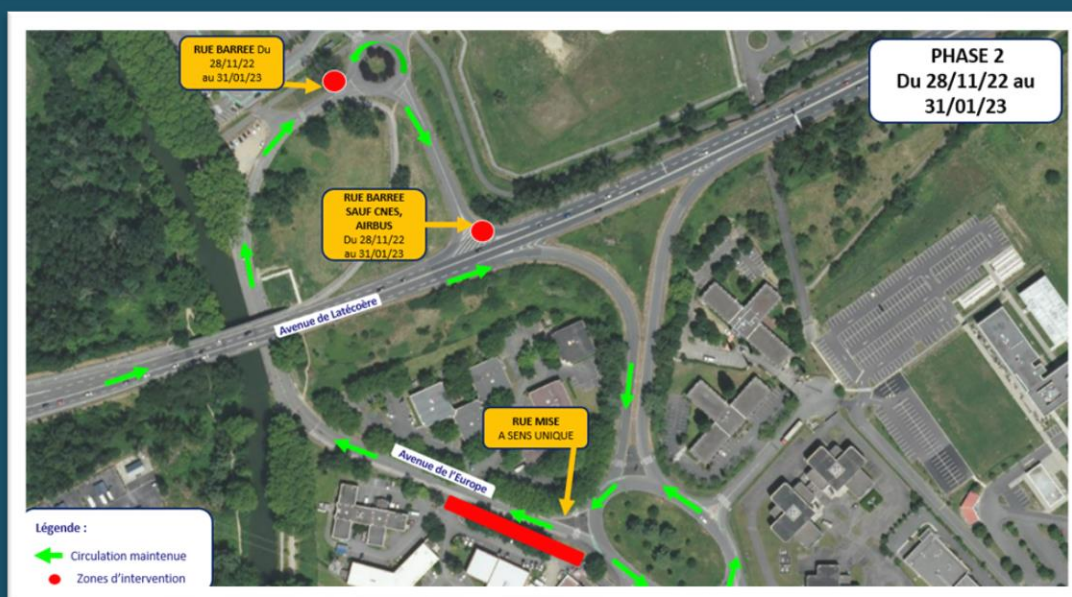 RUE BARREE Du
28/11/22
au 31/01/23
PHASE 2
Du 28/11/22 au
31/01/23
RUE BARREE
SAUF CNES,
AIRBUS
Du 28/11/22
au 31/01/23
Avenue de Latécoère
RUE MISE
A SENS UNIQUE
Avenue de l'Europe
Légende :
Circulation maintenue
Zones d'intervention